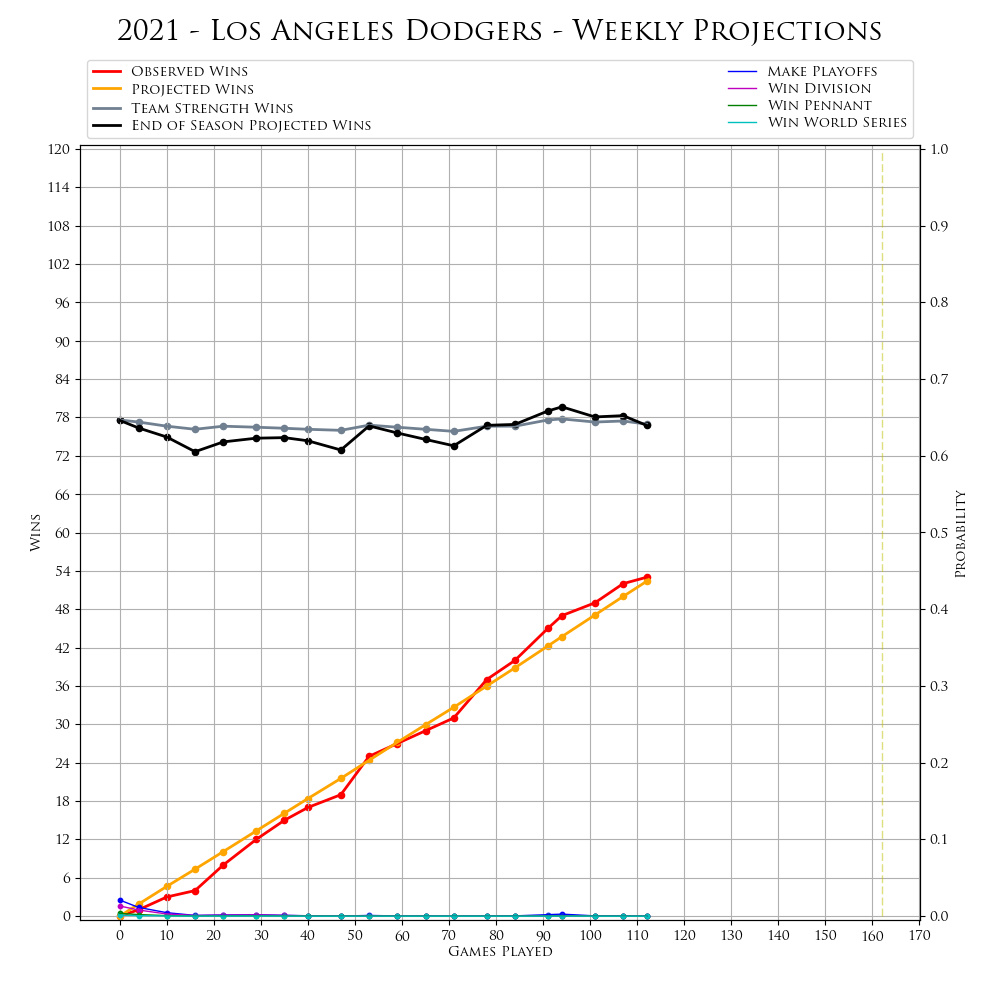 2021 - Los Angeles Dodgers - Weekly Projections
Observed Wins
Projected Wins
Team Strength Wins
End of Season Projected Wins
Make Playoffs
Win Division
Win Pennant
Win World Series
120
114
108
102
96
90
84
78
72
66
60
54
48
42
36
30
24
18
12
6
0
Wins
1.0
0.9
0.8
0.7
0.6
0.5
0.4
0.3
0.2
0.1
0.0
Probability
0 10 20 30 40 50 60 70 80 90 100 110 120 130 140 150 160 170
Games Played